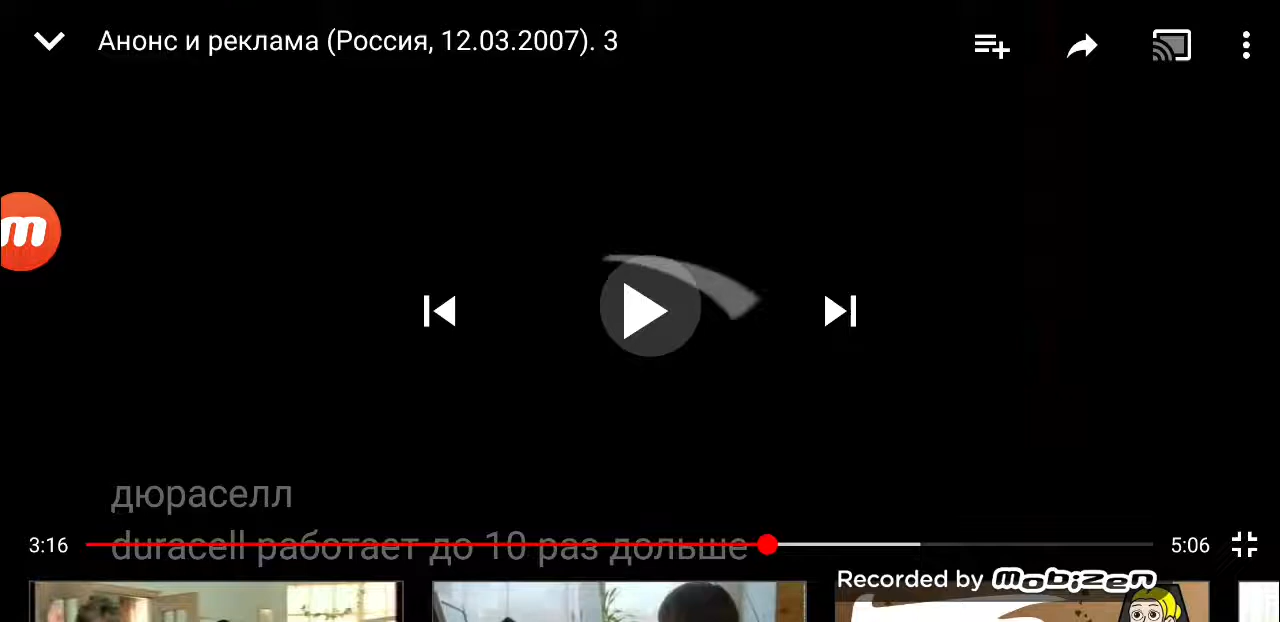 Анонс и реклама (Россия, 12.03.2007). 3
m
дюраселл
duracell работает до 10 раз дольше
3:16
5:06
Recorded by mobizen